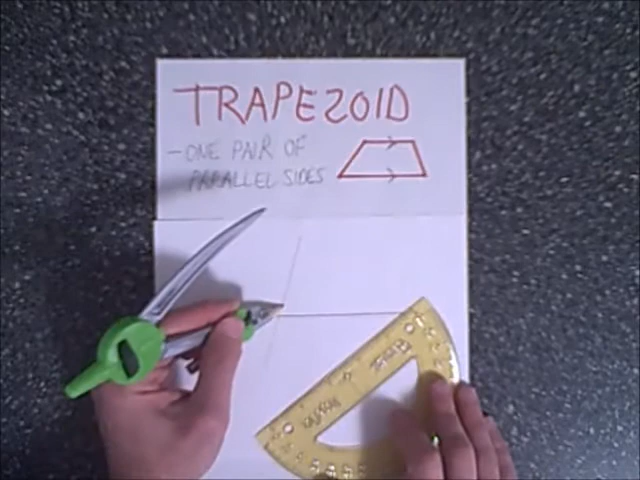 TRAPEZOID
- ONE PAIR OF
PARALLEL SIDES